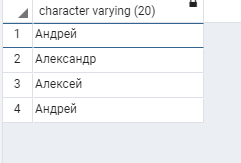 character varying (20)
1 Андрей
2 Александр
3 Алексей
4 Андрей